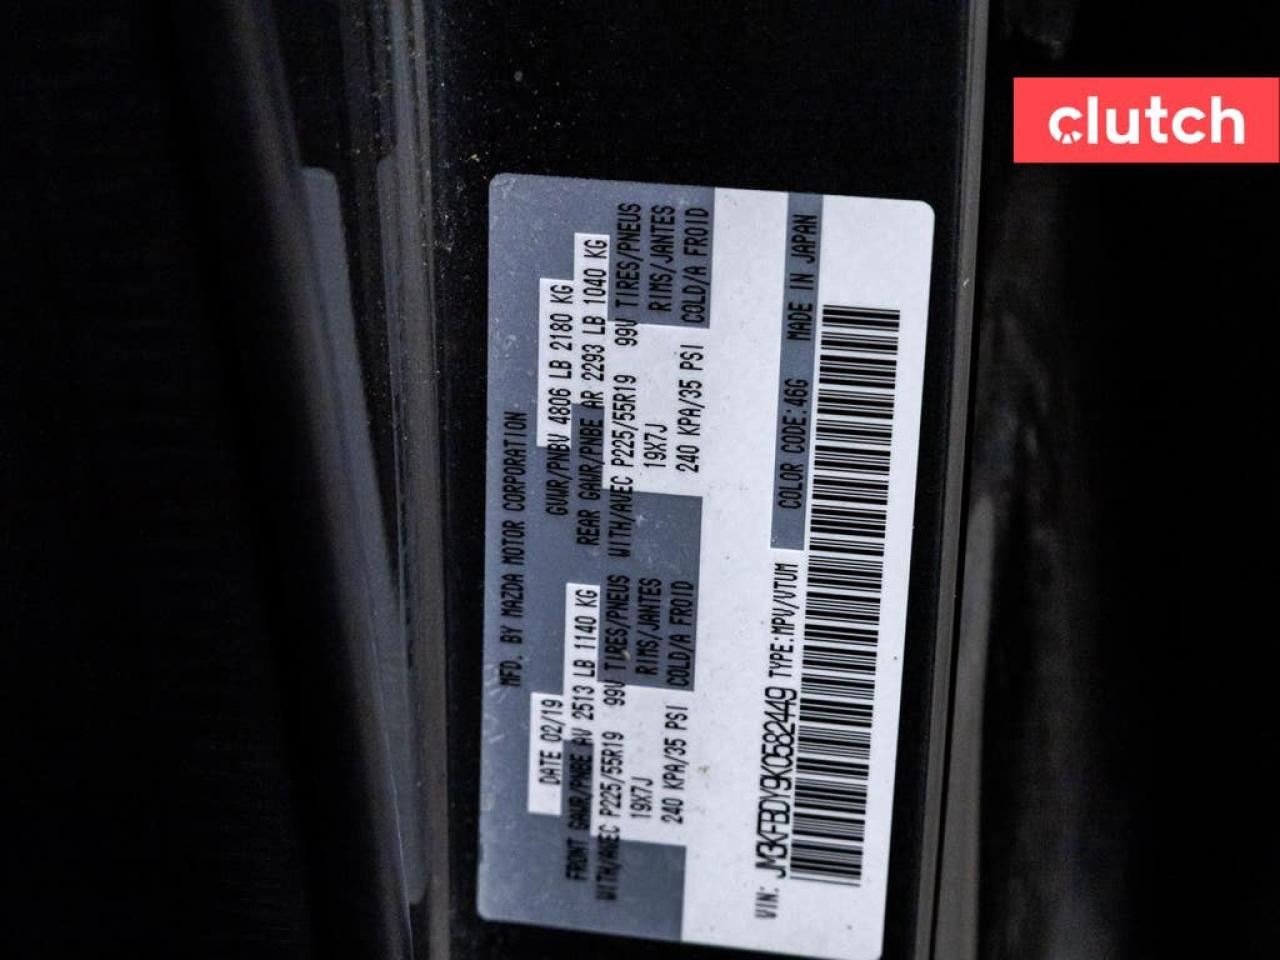 clutch
MFD. BY MAZDA MOTOR CORPORATION
DATE 02/19 GVWR/PNBV 4806 LB 2180 KG
FRONT GAWR/PNBE AV 2513 LB 1140 KG REAR GAWR/PNBE AR 2293 LB 1040 KG
WITH/AVEC P225/55R19 99V TIRES/PNEUS WITH/AVEC P225/55R19 99V TIRES/PNEUS
19X7J RIMS/JANTES 19X7J RIMS/JANTES
240 KPA/35 PSI COLD/A FROID 240 KPA/35 PSI COLD/A FROID
VIN: JM3KFBDY9K0582449 TYPE:MPV/VTUM COLOR CODE:46G MADE IN JAPAN